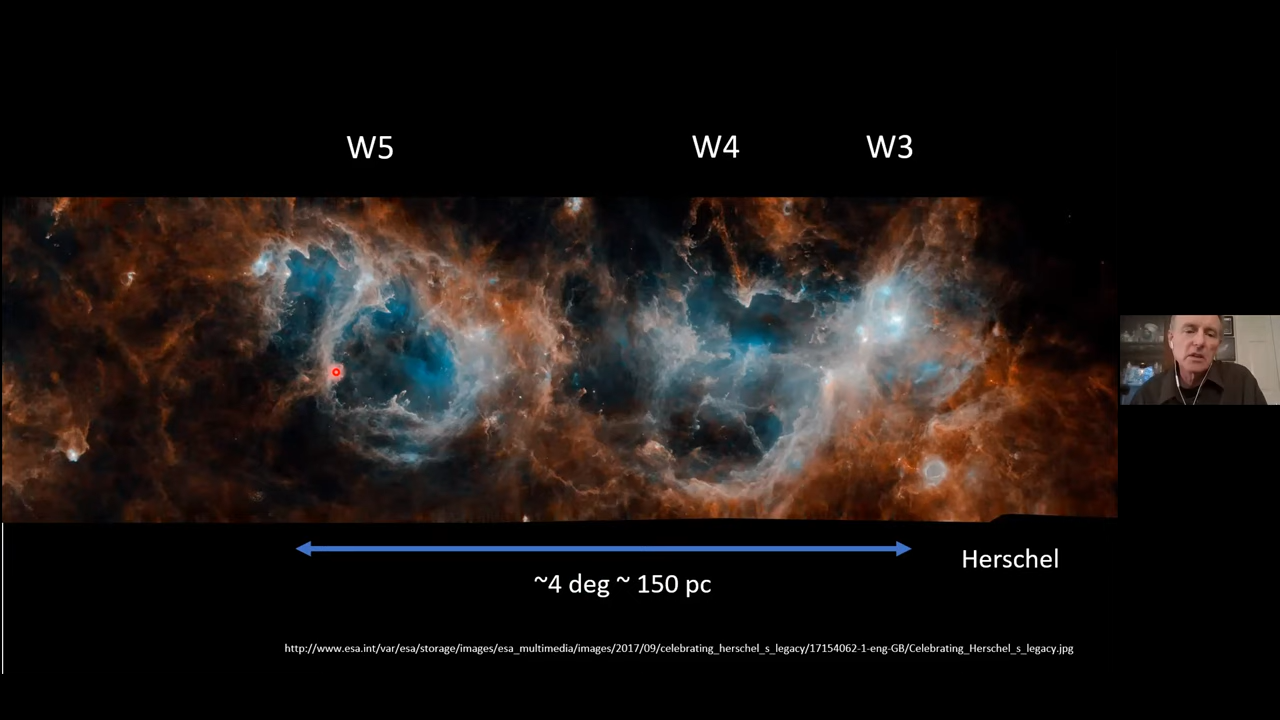 W5
W4
W3
~4 deg ~ 150 pc
Herschel
http://www.esa.int/var/esa/storage/images/esa_multimedia/images/2017/09/celebrating_herschel_s_legacy/17154062-1-eng-GB/Celebrating_Herschel_s_legacy.jpg